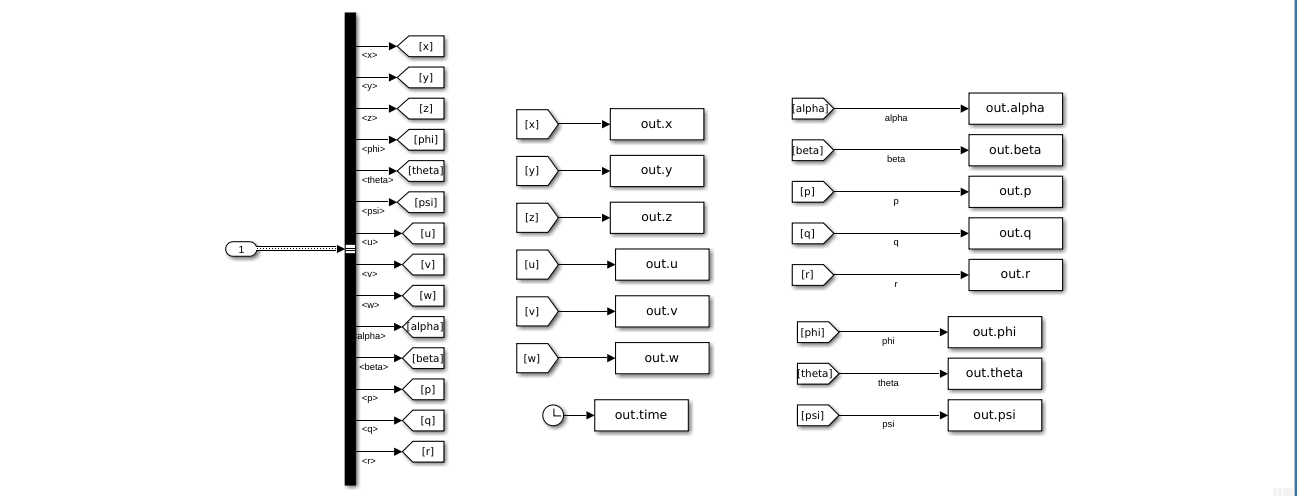 1
[x]
<x>
[y]
<y>
[z]
<z>
[phi]
<phi>
[theta]
<theta>
[psi]
<psi>
[u]
<u>
[v]
<v>
[w]
<w>
[alpha]
alpha>
[beta]
<beta>
[p]
<p>
[q]
<q>
[r]
<r>
[x] out.x
[y] out.y
[z] out.z
[u] out.u
[v] out.v
[w] out.w
out.time
[alpha] out.alpha
alpha
[beta] out.beta
beta
[p] out.p
p
[q] out.q
q
[r] out.r
r
[phi] out.phi
phi
[theta] out.theta
theta
[psi] out.psi
psi